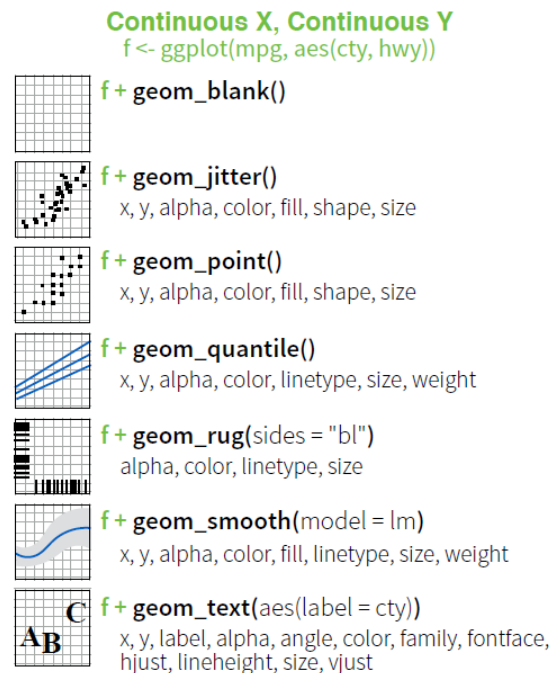 Continuous X, Continuous Y
f <- ggplot(mpg, aes(cty, hwy))
f + geom_blank()
f + geom_jitter()
x, y, alpha, color, fill, shape, size
f + geom_point()
x, y, alpha, color, fill, shape, size
f + geom_quantile()
x, y, alpha, color, linetype, size, weight
f + geom_rug(sides = "bl")
alpha, color, linetype, size
f + geom_smooth(model = lm)
x, y, alpha, color, fill, linetype, size, weight
C
AB
f + geom_text(aes(label = cty))
x, y, label, alpha, angle, color, family, fontface,
hjust, lineheight, size, vjust